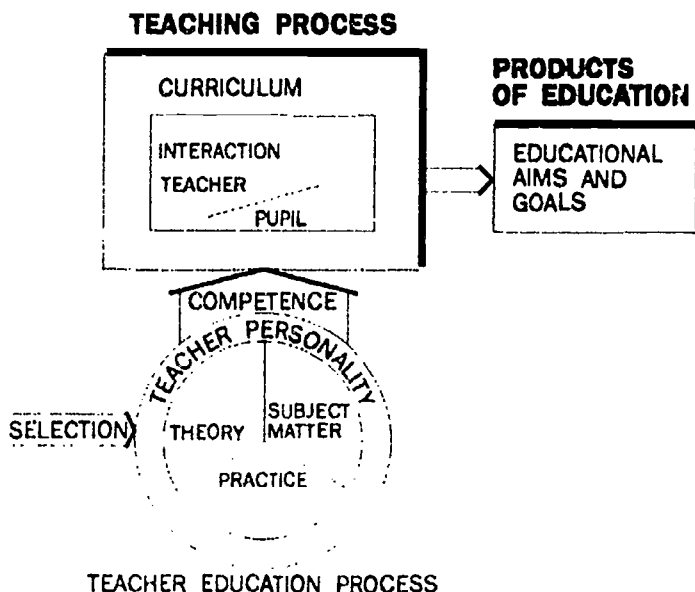 TEACHING PROCESS
CURRICULUM
INTERACTION
TEACHER
PUPIL
PRODUCTS
OF EDUCATION
EDUCATIONAL
AIMS AND
GOALS
COMPETENCE
TEACHER PERSONALITY
SELECTION
THEORY
SUBJECT
MATTER
PRACTICE
TEACHER EDUCATION PROCESS